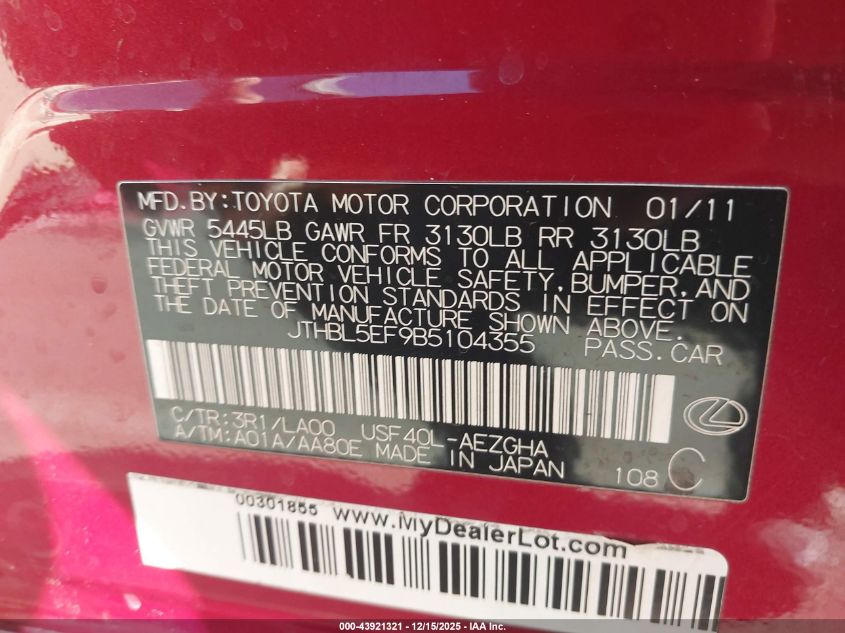 MFD.BY:TOYOTA MOTOR CORPORATION 01/11
GVWR 5445LB GAWR FR 3130LB RR 3130LB
THIS VEHICLE CONFORMS TO ALL APPLICABLE
FEDERAL MOTOR VEHICLE SAFETY,BUMPER,AND
THEFT PREVENTION STANDARDS IN EFFECT ON
THE DATE OF MANUFACTURE SHOWN ABOVE.
JTHBL5EF9B5104355 PASS.CAR
C/TR:3R1/LA00 USF40L-AEZGHA
A/TM:A01A/AA80E MADE IN JAPAN 108 C
00301855 www.MyDealerLot.com
000-43921321 - 12/15/2025 - IAA Inc.